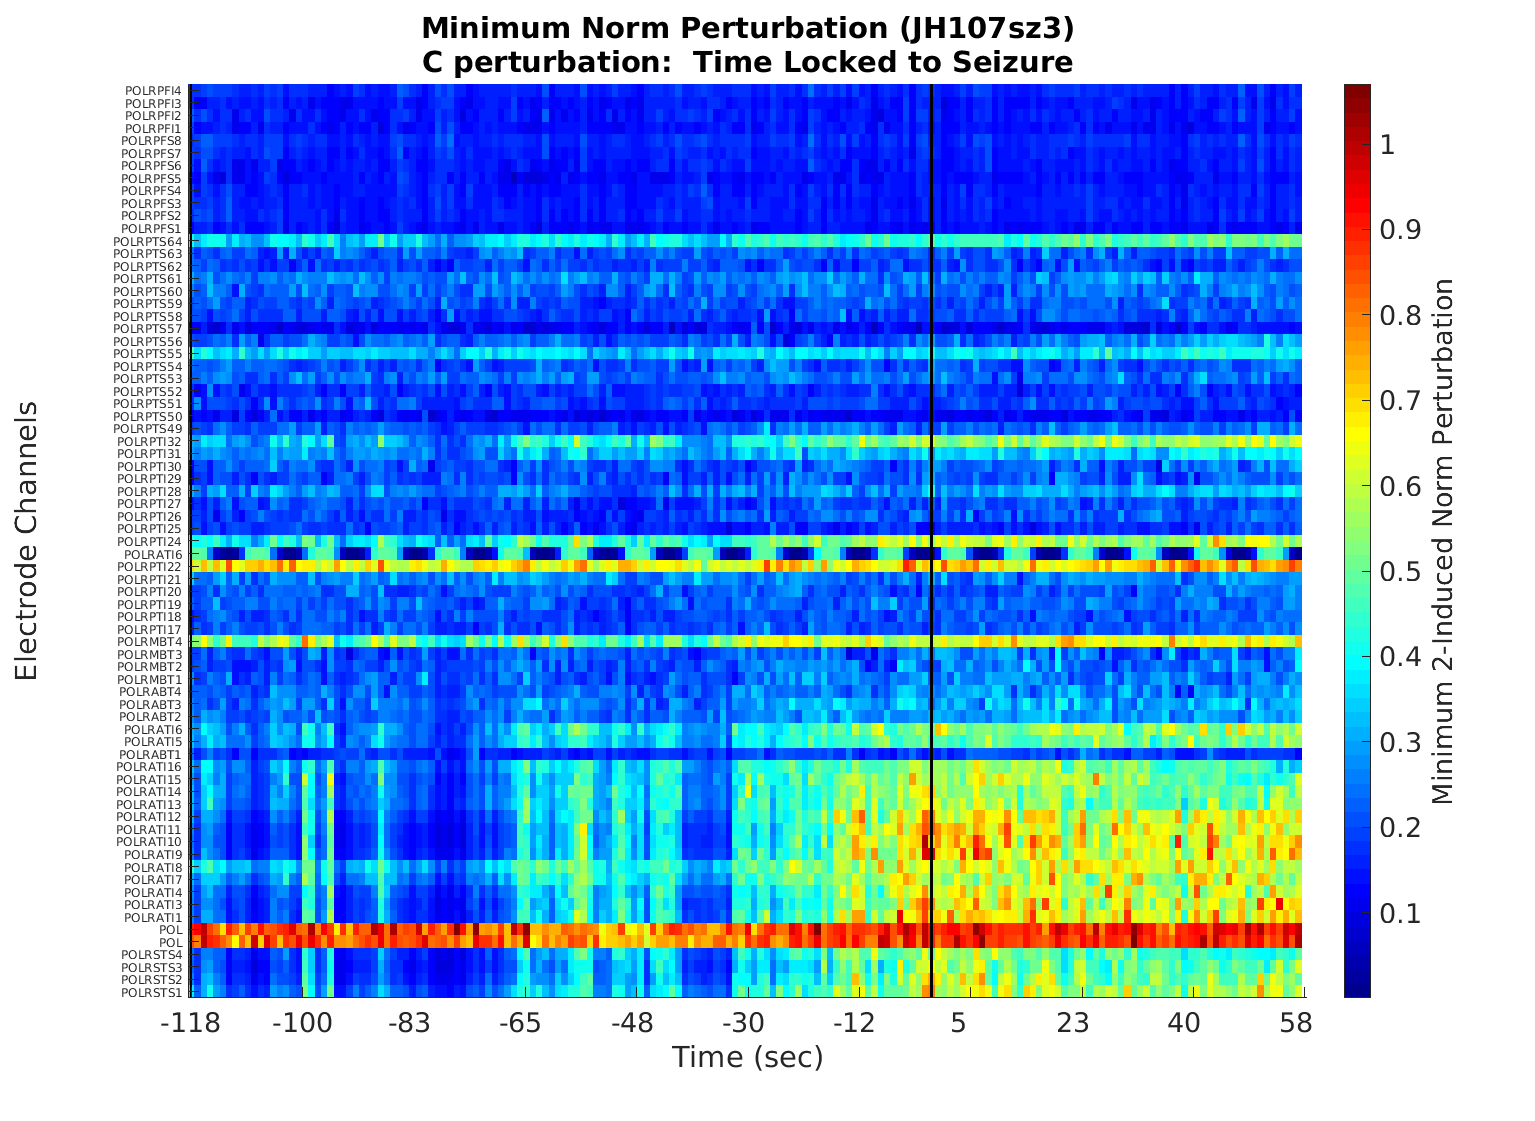 Minimum Norm Perturbation (JH107sz3)
C perturbation:  Time Locked to Seizure
Electrode Channels
POLRPFI4
POLRPFI3
POLRPFI2
POLRPFI1
POLRPFS8
POLRPFS7
POLRPFS6
POLRPFS5
POLRPFS4
POLRPFS3
POLRPFS2
POLRPFS1
POLRPTS64
POLRPTS63
POLRPTS62
POLRPTS61
POLRPTS60
POLRPTS59
POLRPTS58
POLRPTS57
POLRPTS56
POLRPTS55
POLRPTS54
POLRPTS53
POLRPTS52
POLRPTS51
POLRPTS50
POLRPTS49
POLRPTI32
POLRPTI31
POLRPTI30
POLRPTI29
POLRPTI28
POLRPTI27
POLRPTI26
POLRPTI25
POLRPTI24
POLRATI6
POLRPTI22
POLRPTI21
POLRPTI20
POLRPTI19
POLRPTI18
POLRPTI17
POLRMBT4
POLRMBT3
POLRMBT2
POLRMBT1
POLRABT4
POLRABT3
POLRABT2
POLRATI6
POLRATI5
POLRABT1
POLRATI16
POLRATI15
POLRATI14
POLRATI13
POLRATI12
POLRATI11
POLRATI10
POLRATI9
POLRATI8
POLRATI7
POLRATI4
POLRATI3
POLRATI1
POL
POL
POLRSTS4
POLRSTS3
POLRSTS2
POLRSTS1
-118 -100 -83 -65 -48 -30 -12 5 23 40 58
Time (sec)
1
0.9
0.8
0.7
0.6
0.5
0.4
0.3
0.2
0.1
Minimum 2-Induced Norm Perturbation